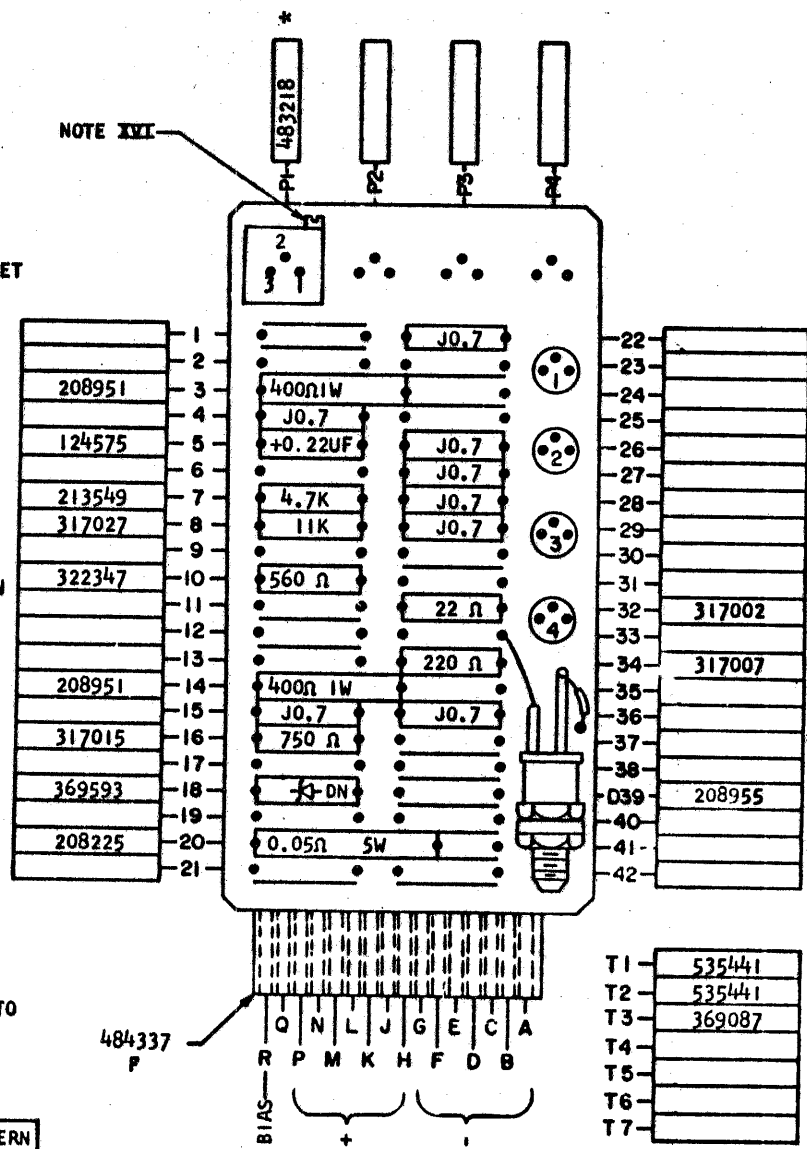 *
483218
NOTE XVI
P1 P2 P3 P4
ET
2
3 1
1 J0.7 22
2 23
208951 3 400Ω1W 24
4 J0.7 25
124575 5 +0.22UF J0.7 26
6 J0.7 27
213549 7 4.7K J0.7 28
317027 8 11K J0.7 29
9 30
N 322347 10 560 Ω 31
11 22 Ω 32 317002
12 33
13 220 Ω 34 317007
208951 14 400Ω 1W 35
15 J0.7 J0.7 36
317015 16 750 Ω 37
17 38
369593 18 DN D39 208955
19 40
208225 20 0.05Ω 5W 41
21 42
1
2
3
4
T1 535441
T2 535441
T3 369087
T4
T5
T6
T7
TO
484337
F
Q N L J G E C A
R P M K H F D B
BIAS + -
ERN